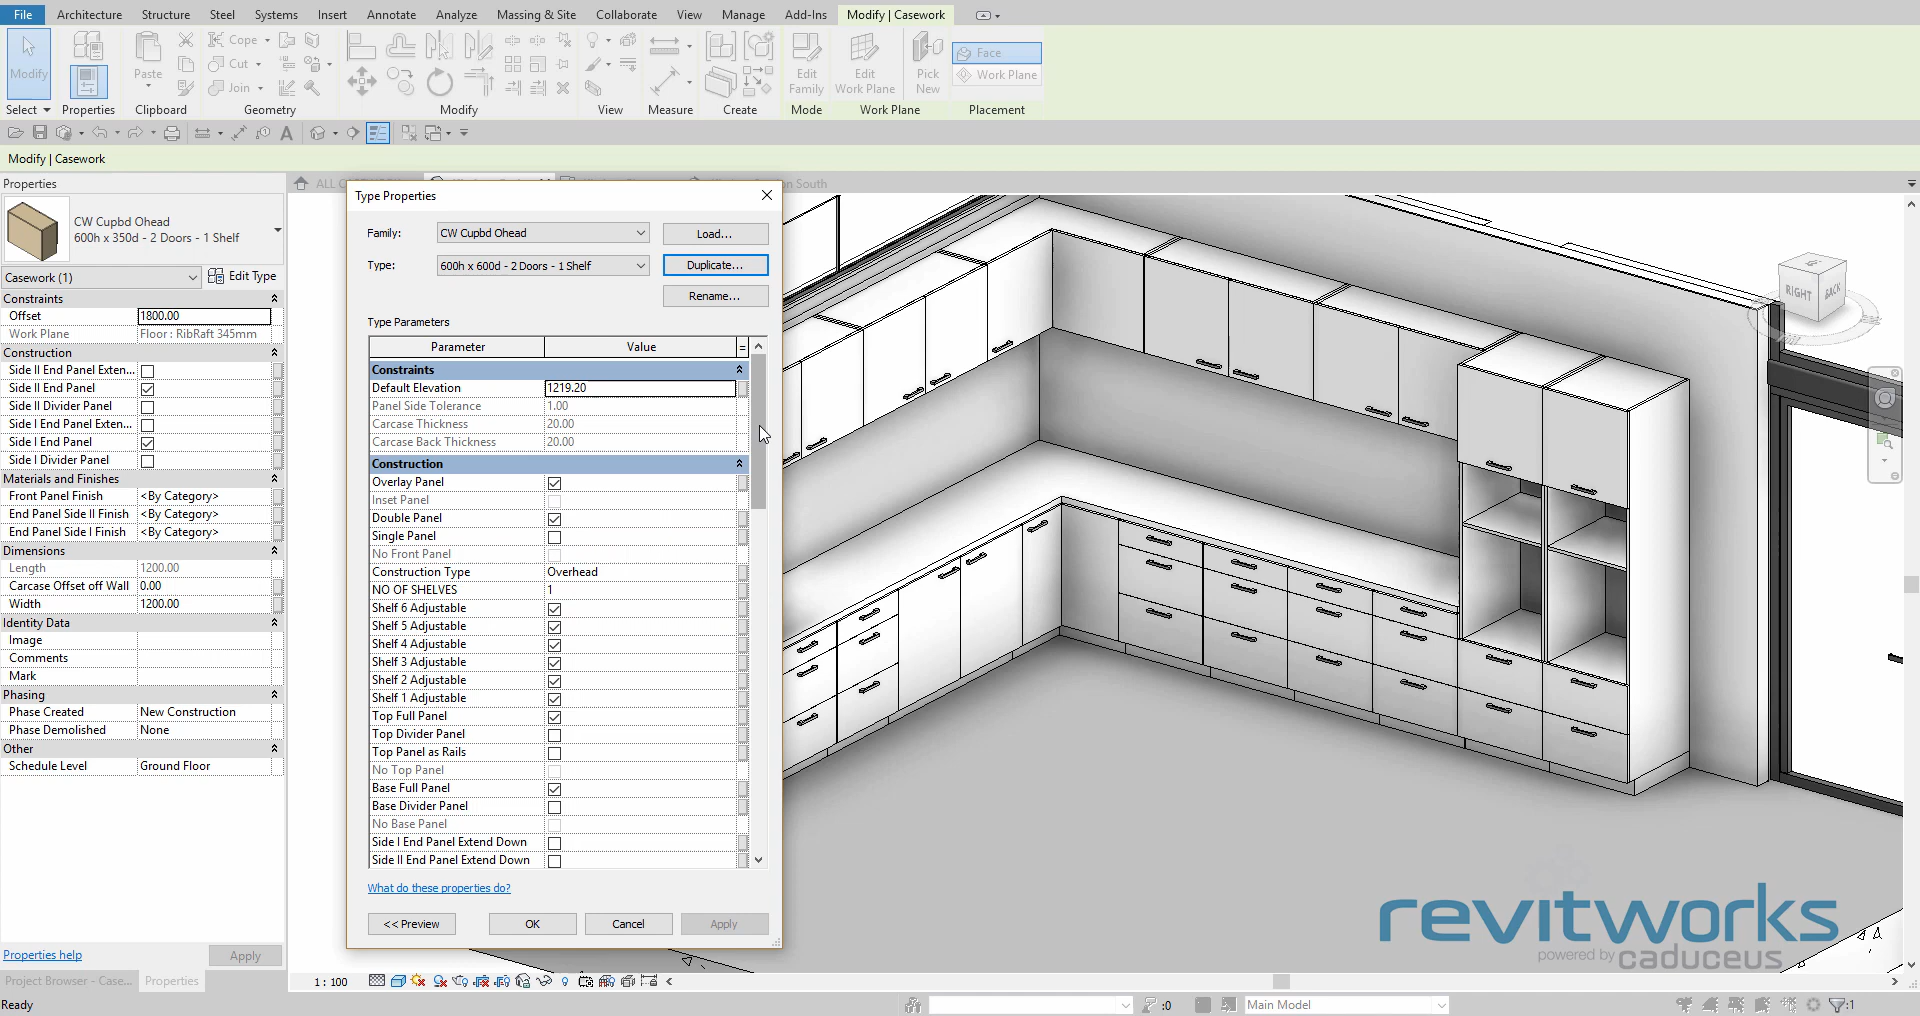 File Architecture Structure Steel Systems Insert Annotate Analyze Massing & Site Collaborate View Manage Add-Ins Modify | Casework
Cope Face
Modify Paste Cut Edit Edit Pick Work Plane
Join Family Work Plane New
Select Properties Clipboard Geometry Modify View Measure Create Mode Work Plane Placement
Modify | Casework
Properties
CW Cupbd Ohead
600h x 350d - 2 Doors - 1 Shelf
Casework (1) Edit Type
Constraints
Offset 1800.00
Work Plane Floor : RibRaft 345mm
Construction
Side II End Panel Exten...
Side II End Panel
Side II Divider Panel
Side I End Panel Exten...
Side I End Panel
Side I Divider Panel
Materials and Finishes
Front Panel Finish <By Category>
End Panel Side II Finish <By Category>
End Panel Side I Finish <By Category>
Dimensions
Length 1200.00
Carcase Offset off Wall 0.00
Width 1200.00
Identity Data
Image
Comments
Mark
Phasing
Phase Created New Construction
Phase Demolished None
Other
Schedule Level Ground Floor
Properties help Apply
Project Browser - Case... Properties
Ready
ALL C
South
Type Properties
Family: CW Cupbd Ohead Load...
Type: 600h x 600d - 2 Doors - 1 Shelf Duplicate...
Rename...
Type Parameters
Parameter Value =
Constraints
Default Elevation 1219.20
Panel Side Tolerance 1.00
Carcase Thickness 20.00
Carcase Back Thickness 20.00
Construction
Overlay Panel
Inset Panel
Double Panel
Single Panel
No Front Panel
Construction Type Overhead
NO OF SHELVES 1
Shelf 6 Adjustable
Shelf 5 Adjustable
Shelf 4 Adjustable
Shelf 3 Adjustable
Shelf 2 Adjustable
Shelf 1 Adjustable
Top Full Panel
Top Divider Panel
Top Panel as Rails
No Top Panel
Base Full Panel
Base Divider Panel
No Base Panel
Side I End Panel Extend Down
Side II End Panel Extend Down
What do these properties do?
<< Preview OK Cancel Apply
RIGHT BACK
revitworks
powered by caduceus
1 : 100
:0 Main Model :1